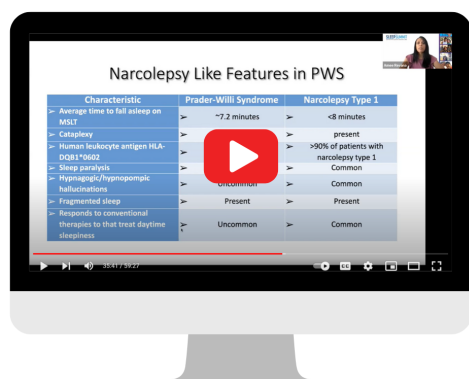 SLEEP SUMMIT
Narcolepsy Like Features in PWS
Characteristic Prader-Willi Syndrome Narcolepsy Type 1
➢ Average time to fall asleep on MSLT ➢ ~7.2 minutes ➢ <8 minutes
➢ Cataplexy ➢ ➢ present
➢ Human leukocyte antigen HLA-DQB1*0602 ➢ ➢ >90% of patients with narcolepsy type 1
➢ Sleep paralysis ➢ ➢ Common
➢ Hypnagogic/hypnopompic hallucinations ➢ Uncommon ➢ Common
➢ Fragmented sleep ➢ Present ➢ Present
➢ Responds to conventional therapies to that treat daytime sleepiness ➢ Uncommon ➢ Common
35:41 / 59:27
CC